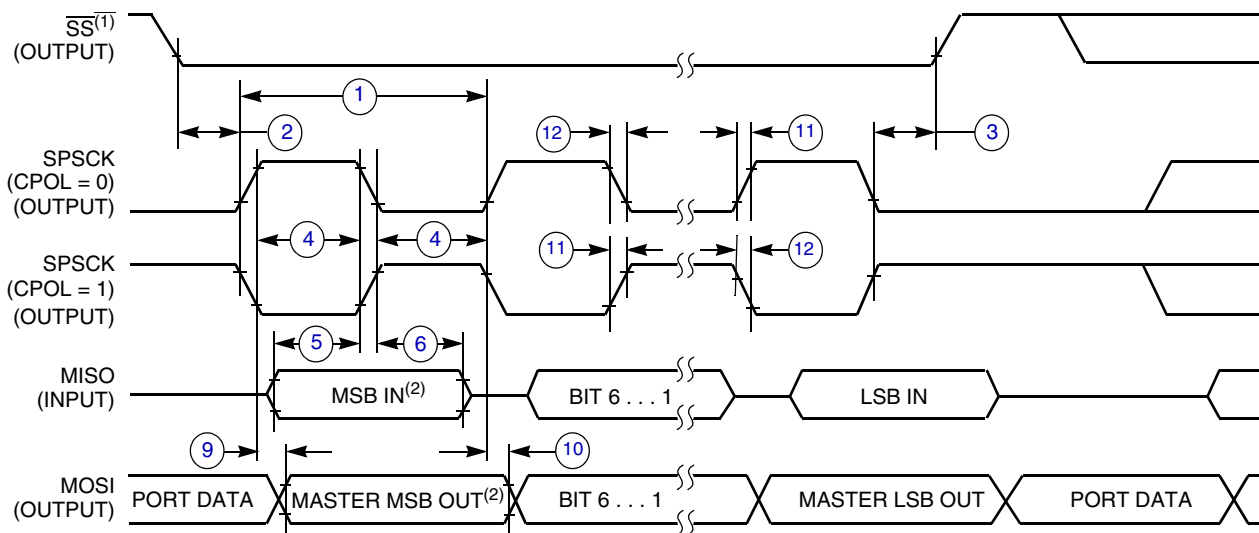 SS(1)
(OUTPUT)
1
2
12
11
3
SPSCK
(CPOL = 0)
(OUTPUT)
4
4
11
12
SPSCK
(CPOL = 1)
(OUTPUT)
5
6
MISO
(INPUT)
MSB IN(2)
BIT 6 . . . 1
LSB IN
9
10
MOSI
(OUTPUT)
PORT DATA
MASTER MSB OUT(2)
BIT 6 . . . 1
MASTER LSB OUT
PORT DATA